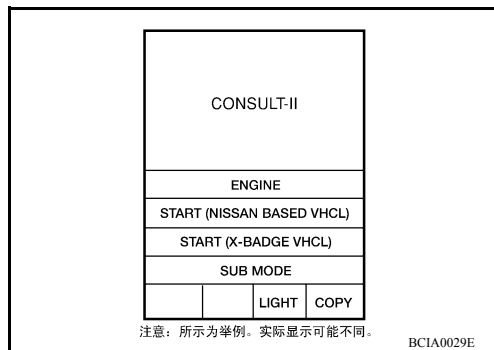 CONSULT-II
ENGINE
START (NISSAN BASED VHCL)
START (X-BADGE VHCL)
SUB MODE
LIGHT COPY
注意：所示为举例。实际显示可能不同。
BCIA0029E